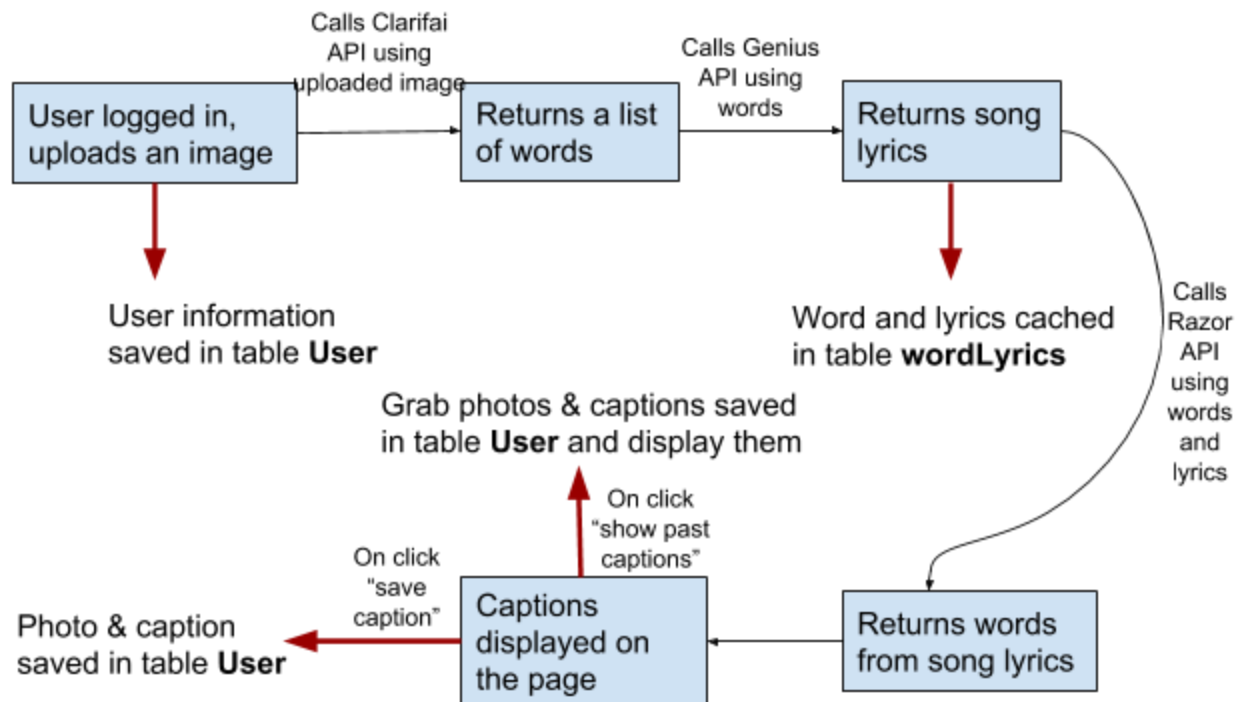 Calls Clarifai
API using
uploaded image
User logged in,
uploads an image
Returns a list
of words
Calls Genius
API using
words
Returns song
lyrics
User information
saved in table User
Word and lyrics cached
in table wordLyrics
Calls
Razor
API
using
words
and
lyrics
Grab photos & captions saved
in table User and display them
On click
“show past
captions”
On click
“save
caption”
Photo & caption
saved in table User
Captions
displayed on
the page
Returns words
from song lyrics